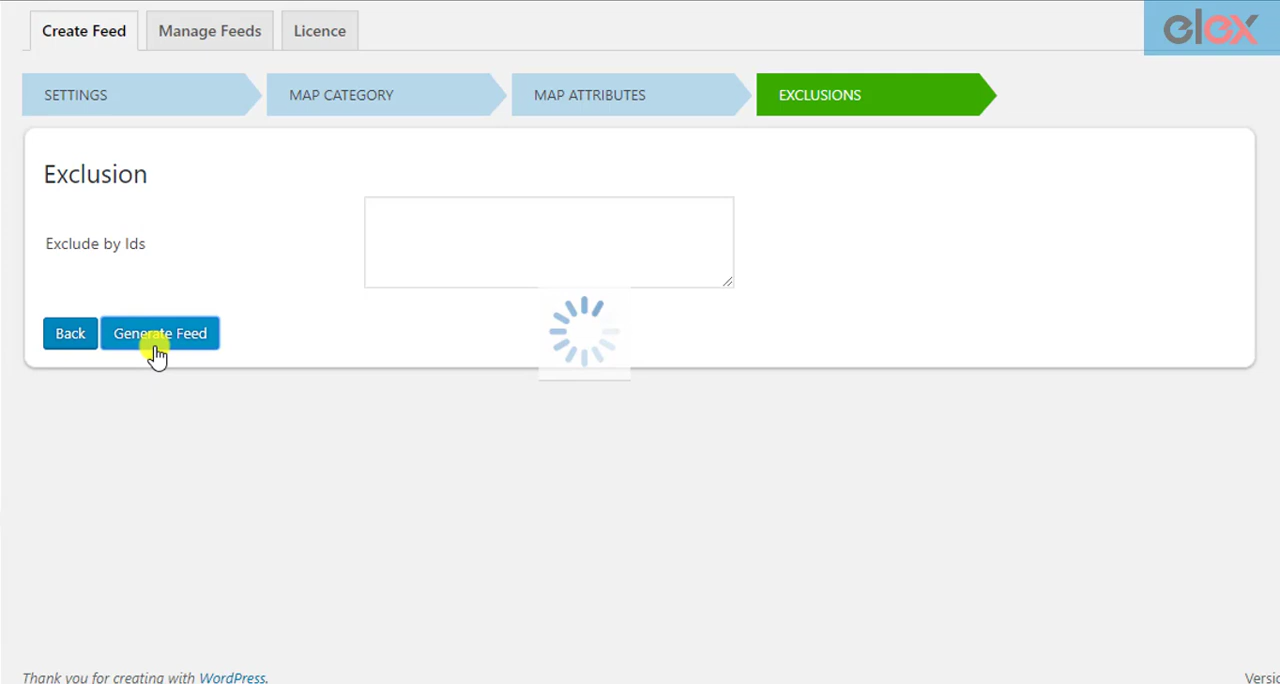 Create Feed Manage Feeds Licence
elex
SETTINGS MAP CATEGORY MAP ATTRIBUTES EXCLUSIONS
Exclusion
Exclude by Ids
Back Generate Feed
Thank you for creating with WordPress. Versio